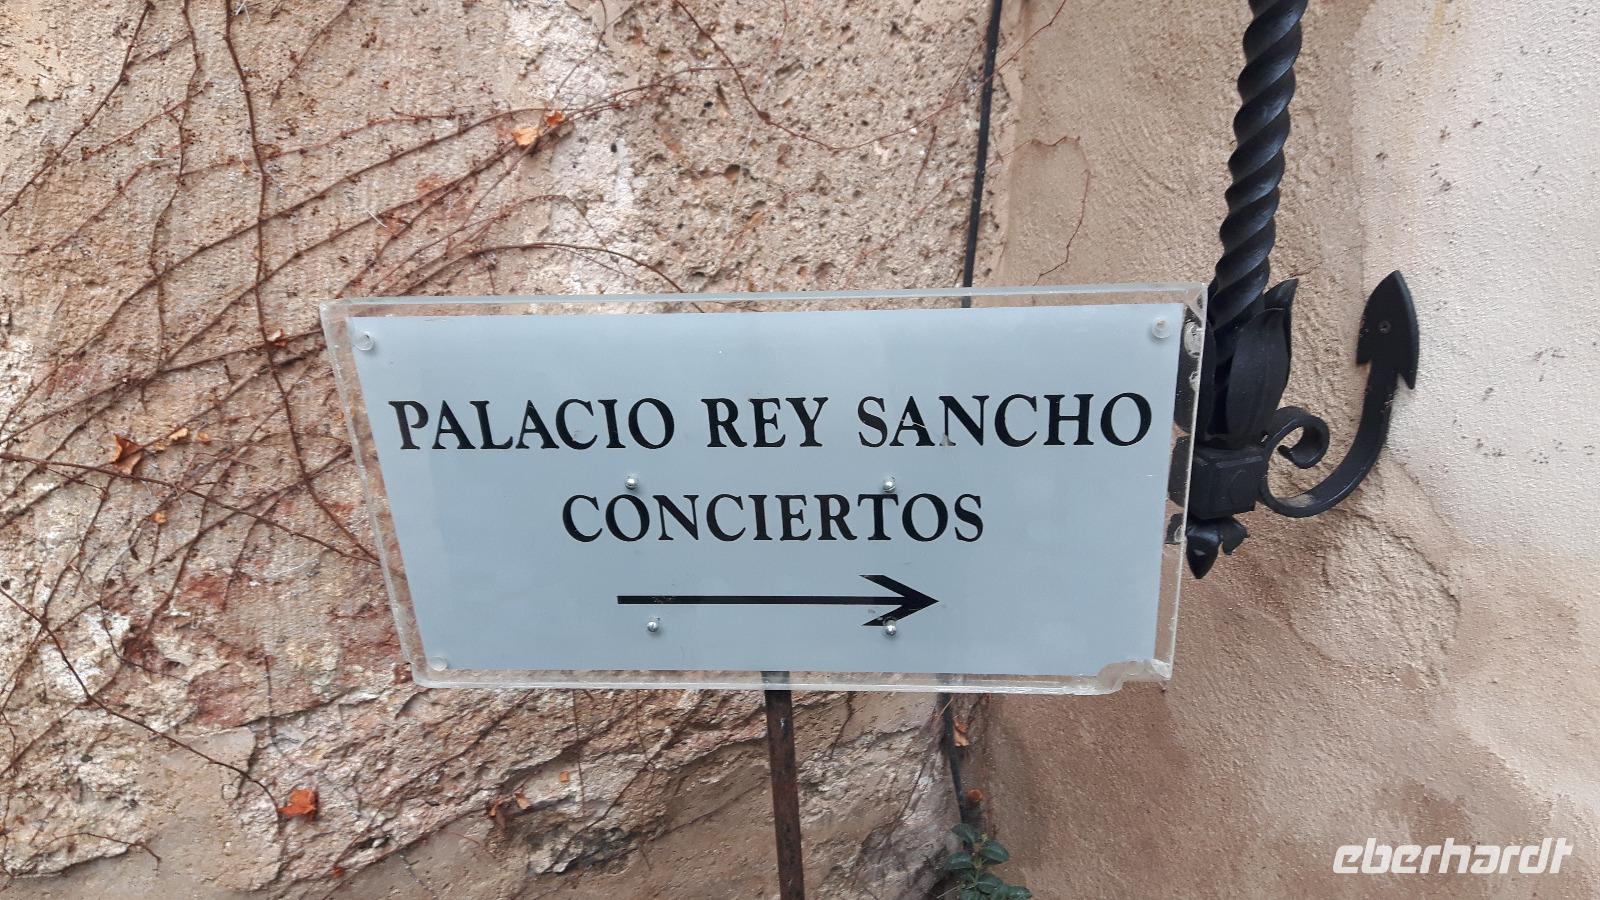 PALACIO REY SANCHO
CONCIERTOS
eberhardt